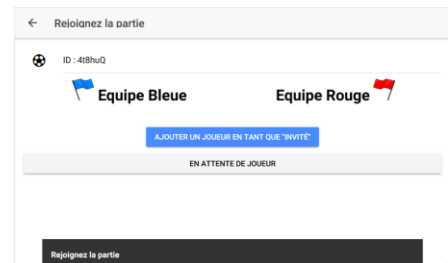 Rejoignez la partie
ID : 4t8huQ
Equipe Bleue Equipe Rouge
AJOUTER UN JOUEUR EN TANT QUE "INVITÉ"
EN ATTENTE DE JOUEUR
Rejoignez la partie